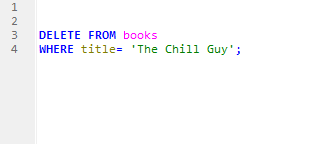 1
2
3 DELETE FROM books
4 WHERE title= 'The Chill Guy';